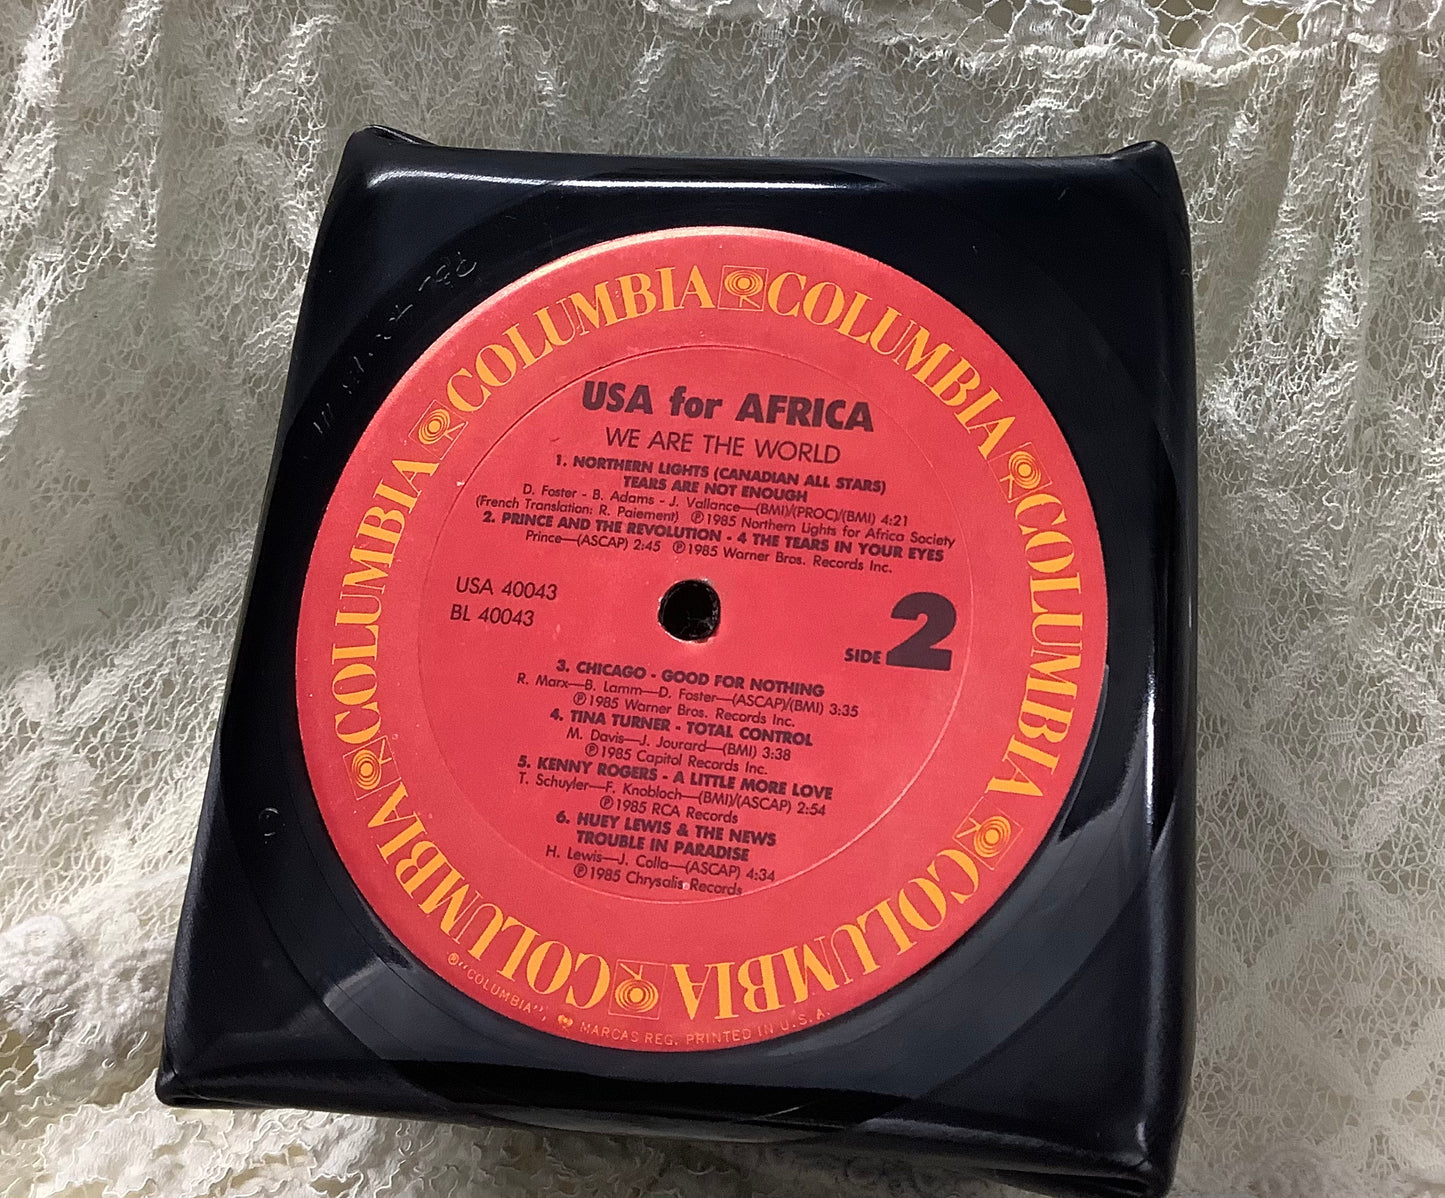 COLUMBIA COLUMBIA COLUMBIA COLUMBIA COLUMBIA COLUMBIA COLUMBIA COLUMBIA
USA for AFRICA
WE ARE THE WORLD
1. NORTHERN LIGHTS (CANADIAN ALL STARS)
TEARS ARE NOT ENOUGH
D. Foster - B. Adams - J. Vallance—(BMI)/(PROC)/(BMI) 4:21
(French Translation: R. Paiement) ℗1985 Northern Lights for Africa Society
2. PRINCE AND THE REVOLUTION - 4 THE TEARS IN YOUR EYES
Prince—(ASCAP) 2:45 ℗1985 Warner Bros. Records Inc.
USA 40043
BL 40043
SIDE 2
3. CHICAGO - GOOD FOR NOTHING
R. Marx—B. Lamm—D. Foster—(ASCAP)/(BMI) 3:35
℗1985 Warner Bros. Records Inc.
4. TINA TURNER - TOTAL CONTROL
M. Davis—J. Jourard—(BMI) 3:38
℗1985 Capitol Records Inc.
5. KENNY ROGERS - A LITTLE MORE LOVE
T. Schuyler—F. Knobloch—(BMI)/(ASCAP) 2:54
℗1985 RCA Records
6. HUEY LEWIS & THE NEWS
TROUBLE IN PARADISE
H. Lewis—J. Colla—(ASCAP) 4:34
℗1985 Chrysalis Records
®"COLUMBIA", MARCAS REG. PRINTED IN U.S.A.